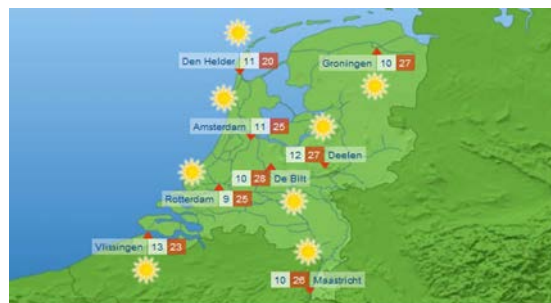 Den Helder 11 20
Groningen 10 27
Amsterdam 11 25
12 27 Deelen
10 28 De Bilt
Rotterdam 9 25
Vlissingen 13 23
10 26 Maastricht